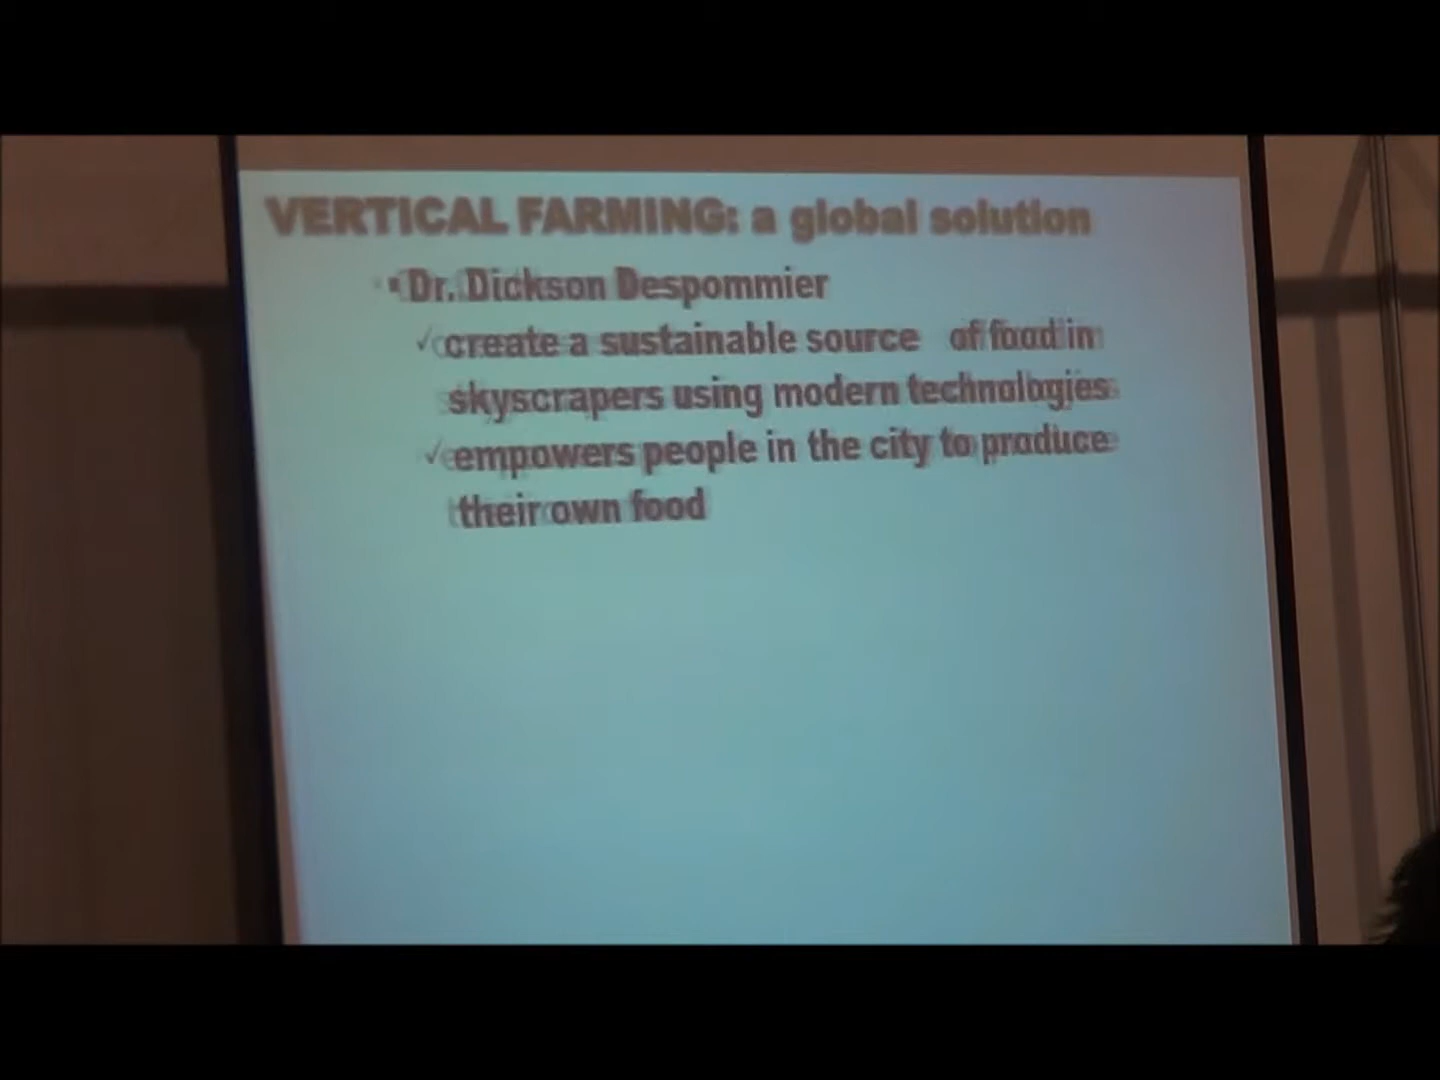 VERTICAL FARMING: a global solution
▪ Dr. Dickson Despommier
✓ create a sustainable source of food in
skyscrapers using modern technologies
✓ empowers people in the city to produce
their own food